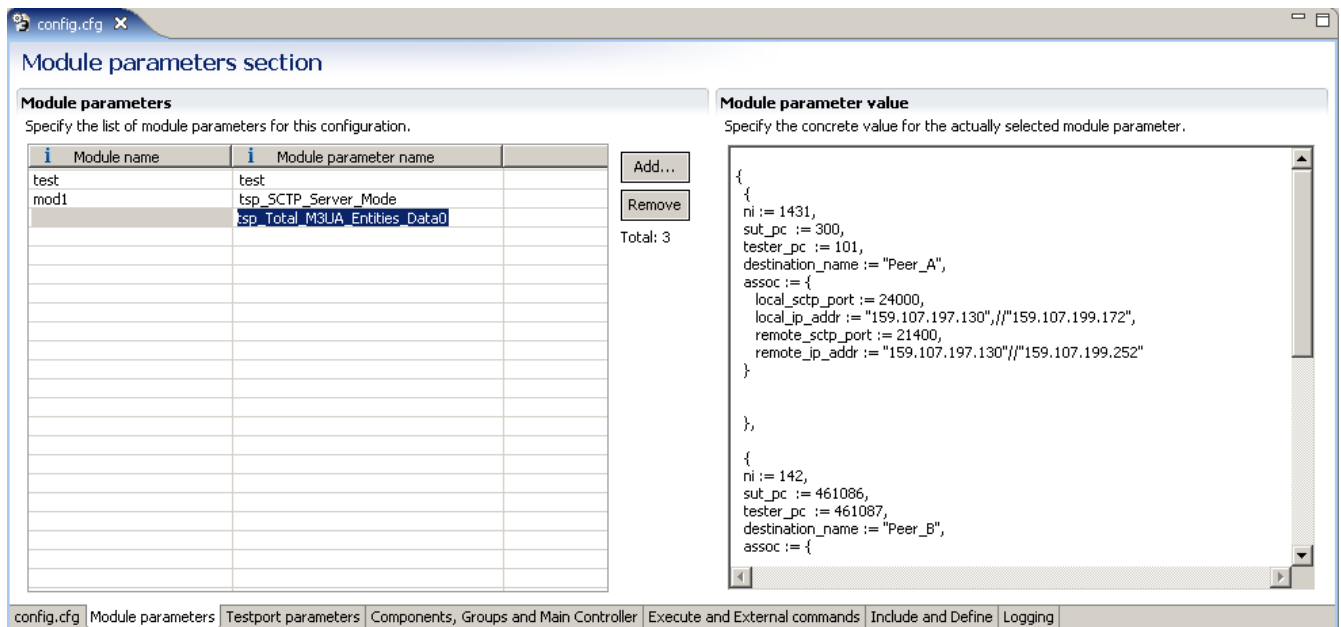 config.cfg
Module parameters section
Module parameters
Specify the list of module parameters for this configuration.
i Module name i Module parameter name
test test
mod1 tsp_SCTP_Server_Mode
tsp_Total_M3UA_Entities_Data0
Add...
Remove
Total: 3
Module parameter value
Specify the concrete value for the actually selected module parameter.
{
{
ni := 1431,
sut_pc := 300,
tester_pc := 101,
destination_name := "Peer_A",
assoc := {
local_sctp_port := 24000,
local_ip_addr := "159.107.197.130",//"159.107.199.172",
remote_sctp_port := 21400,
remote_ip_addr := "159.107.197.130"//"159.107.199.252"
}
},
{
ni := 142,
sut_pc := 461086,
tester_pc := 461087,
destination_name := "Peer_B",
assoc := {
config.cfg Module parameters Testport parameters Components, Groups and Main Controller Execute and External commands Include and Define Logging